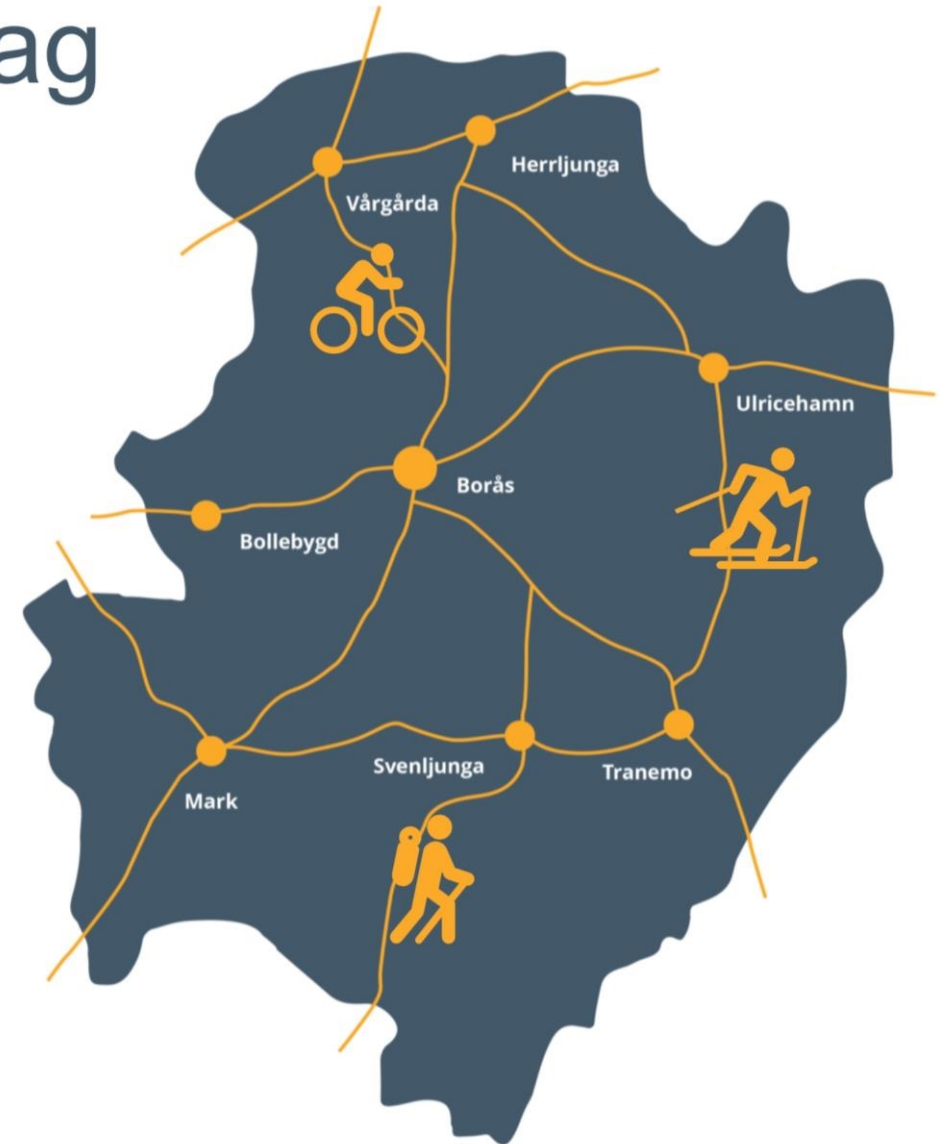 ag
Herrljunga
Vårgårda
Ulricehamn
Borås
Bollebygd
Svenljunga
Tranemo
Mark